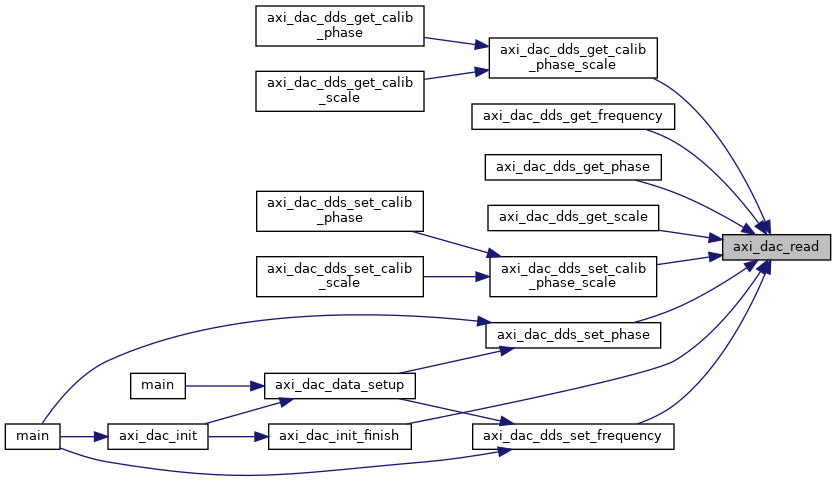 axi_dac_dds_get_calib
_phase
axi_dac_dds_get_calib
_phase_scale
axi_dac_dds_get_calib
_scale
axi_dac_dds_get_frequency
axi_dac_dds_get_phase
axi_dac_dds_set_calib
_phase
axi_dac_dds_get_scale
axi_dac_read
axi_dac_dds_set_calib
_scale
axi_dac_dds_set_calib
_phase_scale
axi_dac_dds_set_phase
main
axi_dac_data_setup
main
axi_dac_init
axi_dac_init_finish
axi_dac_dds_set_frequency